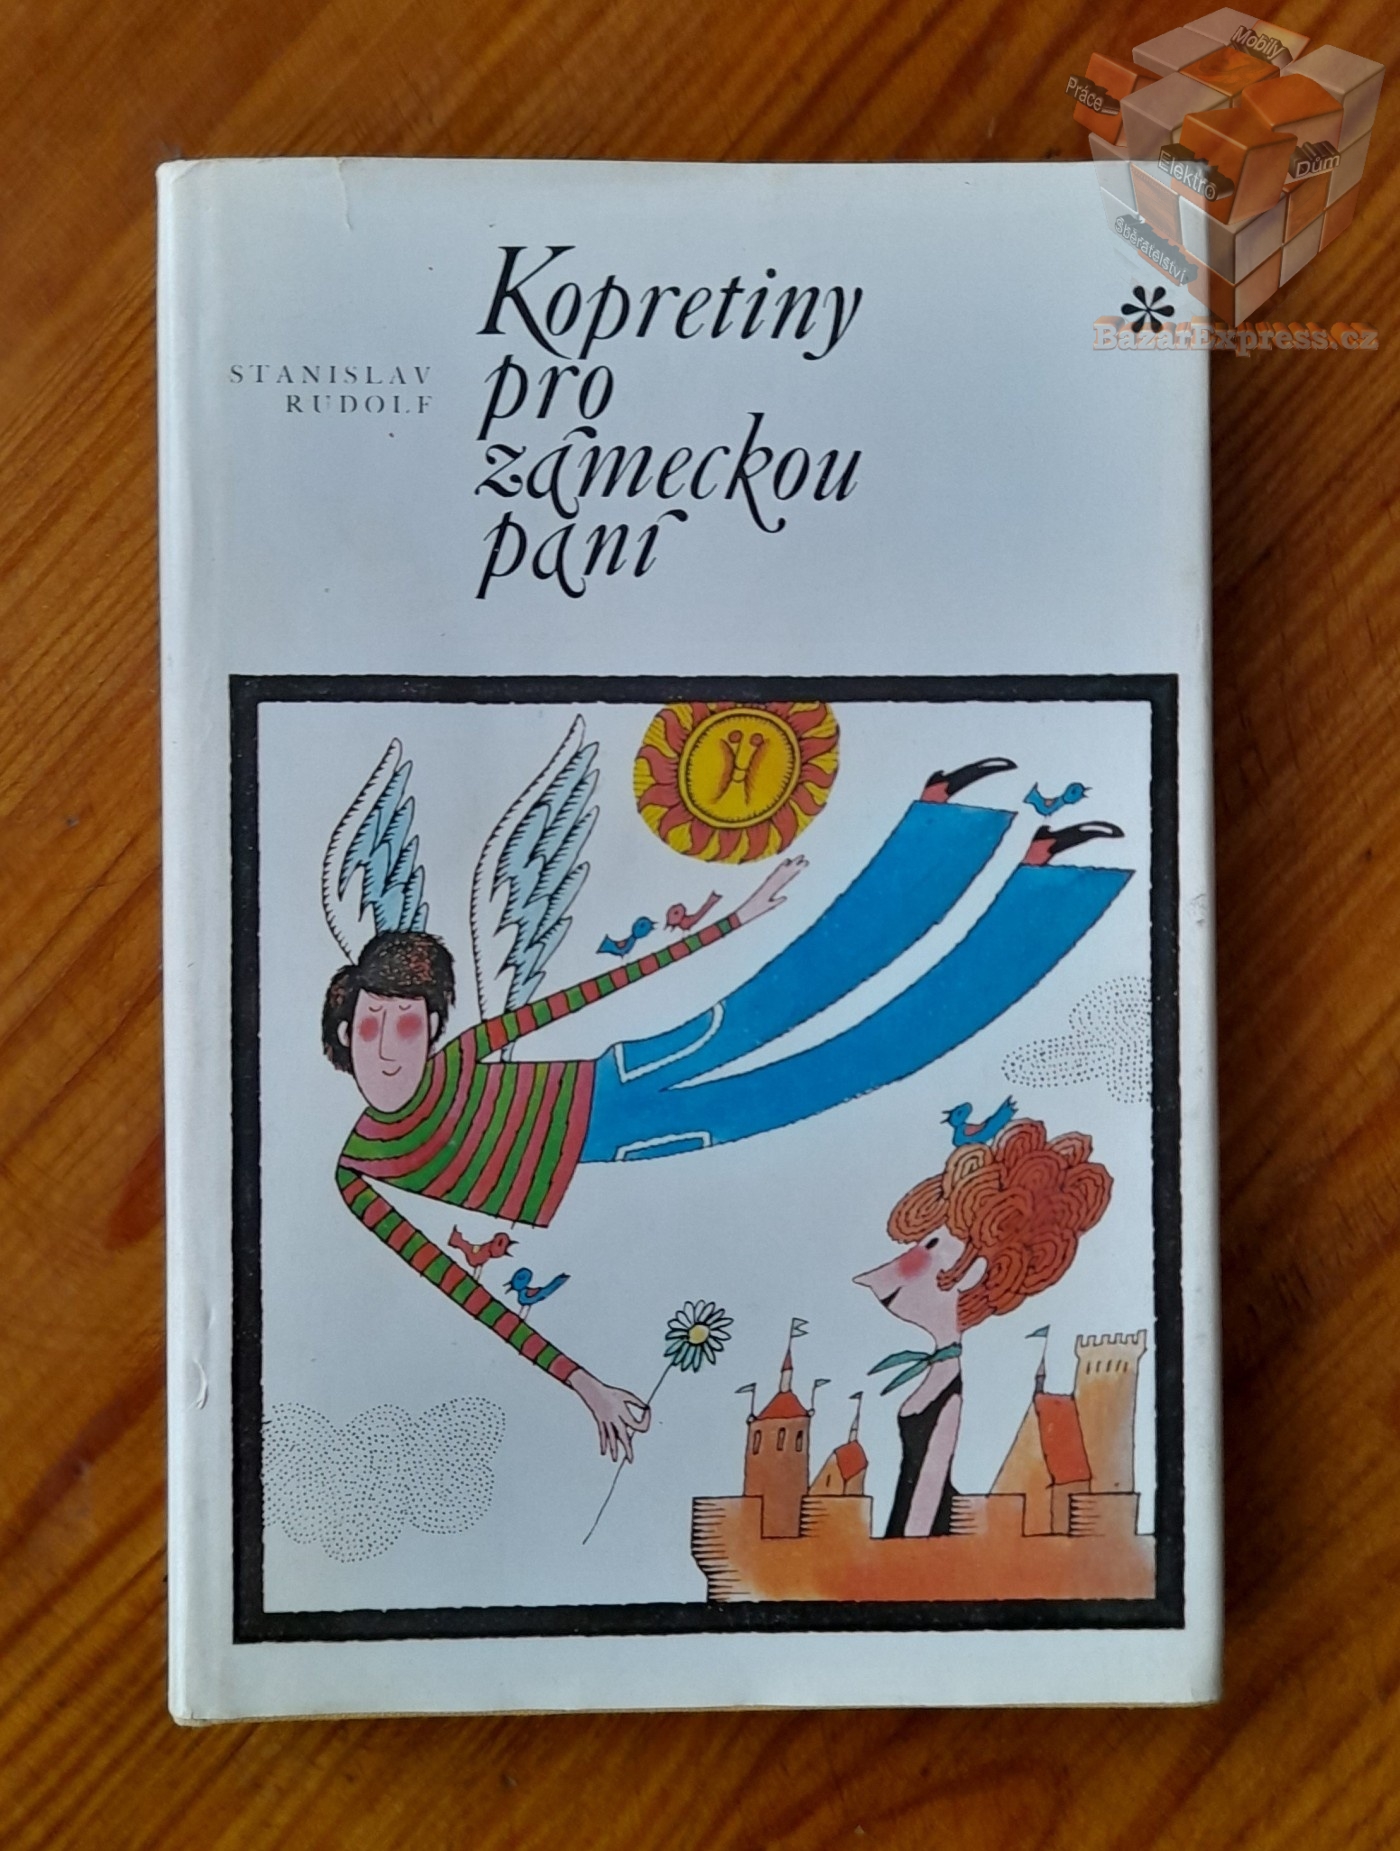 Mobily
Práce
Elektro
Dům
Sběratelství
BazarExpress.cz
Kopretiny
pro
zámeckou
paní
STANISLAV
RUDOLF